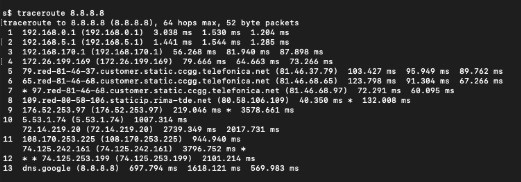 s$ traceroute 8.8.8.8
traceroute to 8.8.8.8 (8.8.8.8), 64 hops max, 52 byte packets
1 192.168.0.1 (192.168.0.1) 3.038 ms 1.530 ms 1.204 ms
2 192.168.5.1 (192.168.5.1) 1.441 ms 1.544 ms 1.285 ms
3 192.168.170.1 (192.168.170.1) 56.268 ms 81.940 ms 87.898 ms
4 172.26.199.169 (172.26.199.169) 79.666 ms 64.663 ms 73.266 ms
5 79.red-81-46-37.customer.static.ccgg.telefonica.net (81.46.37.79) 103.427 ms 95.949 ms 89.762 ms
6 65.red-81-46-68.customer.static.ccgg.telefonica.net (81.46.68.65) 123.798 ms 91.304 ms 67.266 ms
7 * 97.red-81-46-68.customer.static.ccgg.telefonica.net (81.46.68.97) 72.291 ms 60.095 ms
8 109.red-80-58-106.staticip.rima-tde.net (80.58.106.109) 40.350 ms * 132.008 ms
9 176.52.253.97 (176.52.253.97) 219.046 ms * 3578.661 ms
10 5.53.1.74 (5.53.1.74) 1007.314 ms
72.14.219.20 (72.14.219.20) 2739.349 ms 2017.731 ms
11 108.170.253.225 (108.170.253.225) 944.940 ms
74.125.242.161 (74.125.242.161) 3796.752 ms *
12 * * 74.125.253.199 (74.125.253.199) 2101.214 ms
13 dns.google (8.8.8.8) 697.794 ms 1618.121 ms 569.983 ms